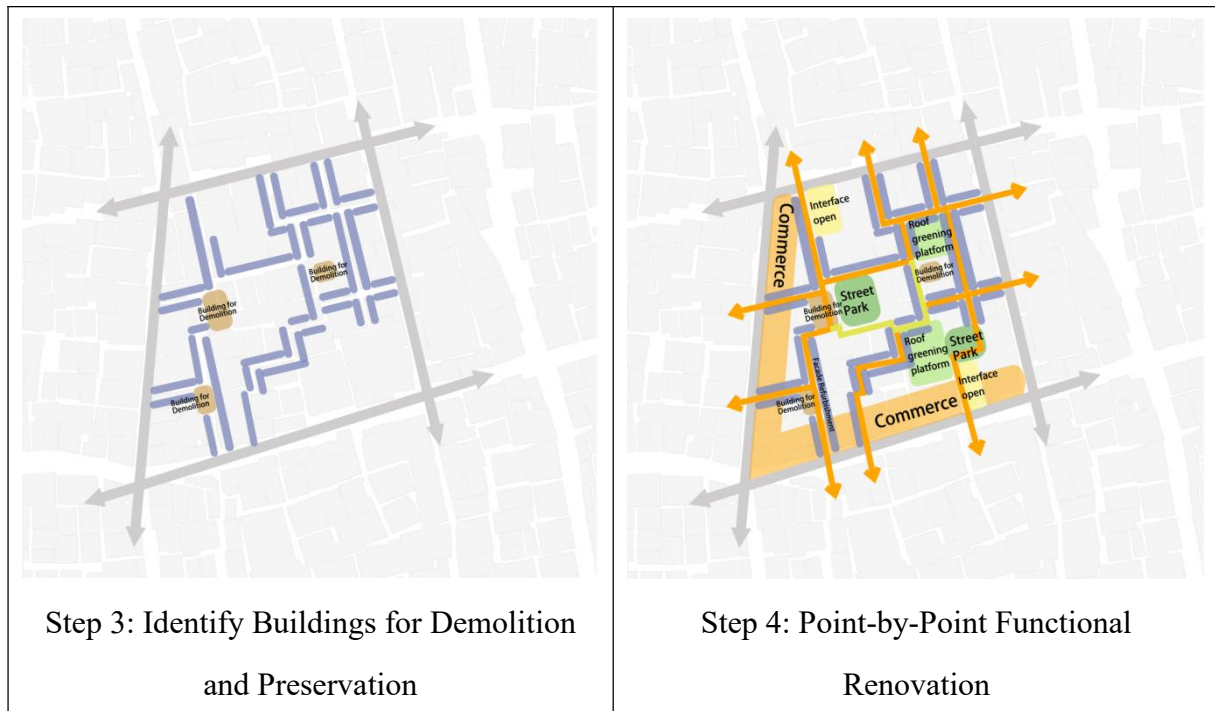 Building for
Demolition
Building for
Demolition
Building for
Demolition
Step 3: Identify Buildings for Demolition
and Preservation
Commerce
Interface
open
Roof
greening
platform
Building for
Demolition
Street
Park
Building for
Demolition
Roof
greening
platform
Street
Park
Facade Refurbishment
Interface
open
Building for
Demolition
Commerce
Step 4: Point-by-Point Functional
Renovation